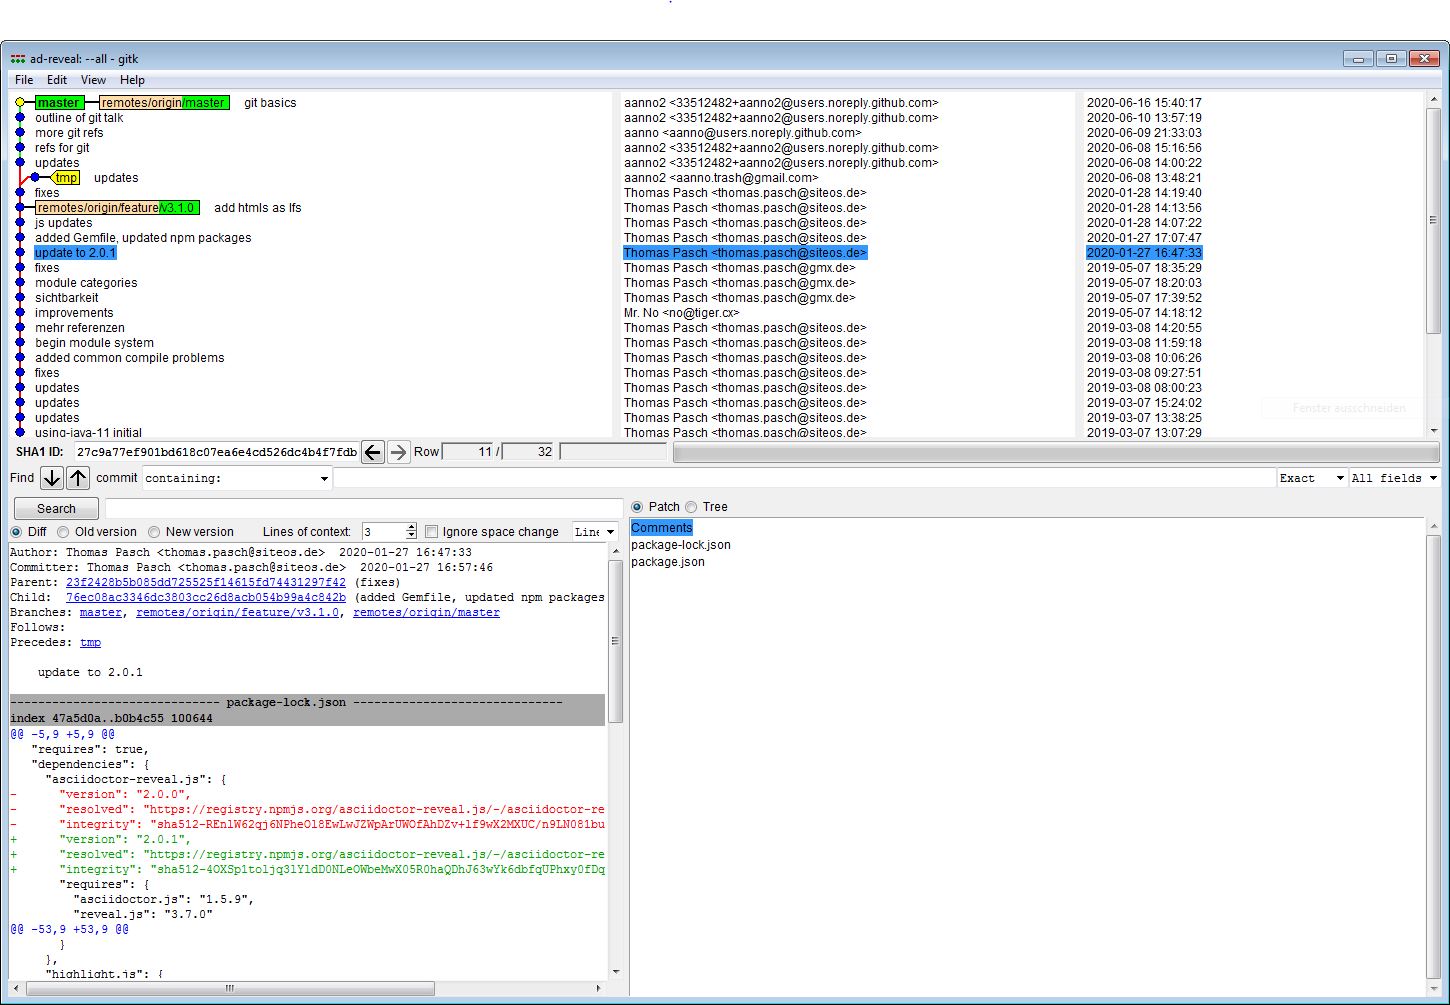 ad-reveal: --all - gitk
File Edit View Help
master remotes/origin/master git basics aanno2 <33512482+aanno2@users.noreply.github.com> 2020-06-16 15:40:17
outline of git talk aanno2 <33512482+aanno2@users.noreply.github.com> 2020-06-10 13:57:19
more git refs aanno <aanno@users.noreply.github.com> 2020-06-09 21:33:03
refs for git aanno2 <33512482+aanno2@users.noreply.github.com> 2020-06-08 15:16:56
updates aanno2 <33512482+aanno2@users.noreply.github.com> 2020-06-08 14:00:22
tmp updates aanno2 <aanno.trash@gmail.com> 2020-06-08 13:48:21
fixes Thomas Pasch <thomas.pasch@siteos.de> 2020-01-28 14:19:40
remotes/origin/feature/v3.1.0 add htmls as lfs Thomas Pasch <thomas.pasch@siteos.de> 2020-01-28 14:13:56
js updates Thomas Pasch <thomas.pasch@siteos.de> 2020-01-28 14:07:22
added Gemfile, updated npm packages Thomas Pasch <thomas.pasch@siteos.de> 2020-01-27 17:07:47
update to 2.0.1 Thomas Pasch <thomas.pasch@siteos.de> 2020-01-27 16:47:33
fixes Thomas Pasch <thomas.pasch@gmx.de> 2019-05-07 18:35:29
module categories Thomas Pasch <thomas.pasch@gmx.de> 2019-05-07 18:20:03
sichtbarkeit Thomas Pasch <thomas.pasch@gmx.de> 2019-05-07 17:39:52
improvements Mr. No <no@tiger.cx> 2019-05-07 14:18:12
mehr referenzen Thomas Pasch <thomas.pasch@siteos.de> 2019-03-08 14:20:55
begin module system Thomas Pasch <thomas.pasch@siteos.de> 2019-03-08 11:59:18
added common compile problems Thomas Pasch <thomas.pasch@siteos.de> 2019-03-08 10:06:26
fixes Thomas Pasch <thomas.pasch@siteos.de> 2019-03-08 09:27:51
updates Thomas Pasch <thomas.pasch@siteos.de> 2019-03-08 08:00:23
updates Thomas Pasch <thomas.pasch@siteos.de> 2019-03-07 15:24:02
updates Thomas Pasch <thomas.pasch@siteos.de> 2019-03-07 13:38:25
Fenster ausschneiden
using-java-11 initial Thomas Pasch <thomas.pasch@siteos.de> 2019-03-07 13:07:29
SHA1 ID: 27c9a77ef901bd618c07ea6e4cd526dc4b4f7fdb Row 11 / 32
Find commit containing: Exact All fields
Search
Patch Tree
Diff Old version New version Lines of context: 3 Ignore space change Line
Comments
package-lock.json
package.json
Author: Thomas Pasch <thomas.pasch@siteos.de> 2020-01-27 16:47:33
Committer: Thomas Pasch <thomas.pasch@siteos.de> 2020-01-27 16:57:46
Parent: 23f2428b5b085dd725525f14615fd74431297f42 (fixes)
Child: 76ec08ac3346dc3803cc26d8acb054b99a4c842b (added Gemfile, updated npm packages
Branches: master, remotes/origin/feature/v3.1.0, remotes/origin/master
Follows:
Precedes: tmp
update to 2.0.1
------------------------------ package-lock.json ------------------------------
index 47a5d0a..b0b4c55 100644
@@ -5,9 +5,9 @@
"requires": true,
"dependencies": {
"asciidoctor-reveal.js": {
- "version": "2.0.0",
- "resolved": "https://registry.npmjs.org/asciidoctor-reveal.js/-/asciidoctor-re
- "integrity": "sha512-REnlW62qj6NPheOl8EwLwJZWpArUWOfAhDZv+lf9wX2MXUC/n9LN081bu
+ "version": "2.0.1",
+ "resolved": "https://registry.npmjs.org/asciidoctor-reveal.js/-/asciidoctor-re
+ "integrity": "sha512-4OXSp1toljq3lYldD0NLeOWbeMwX05R0haQDhJ63wYk6dbfqUPhxy0fDq
"requires": {
"asciidoctor.js": "1.5.9",
"reveal.js": "3.7.0"
@@ -53,9 +53,9 @@
}
},
"highlight.js": {